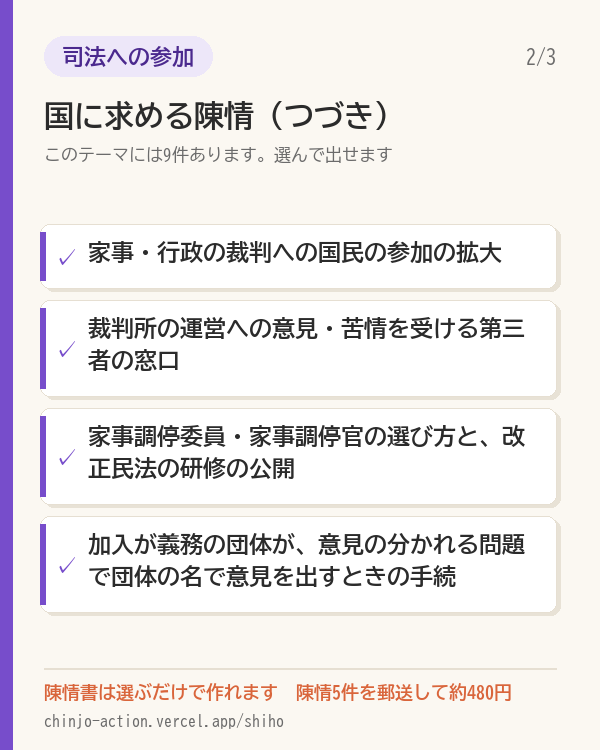 司法への参加
2/3
国に求める陳情（つづき）
このテーマには9件あります。選んで出せます
✓ 家事・行政の裁判への国民の参加の拡大
✓ 裁判所の運営への意見・苦情を受ける第三
者の窓口
✓ 家事調停委員・家事調停官の選び方と、改
正民法の研修の公開
✓ 加入が義務の団体が、意見の分かれる問題
で団体の名で意見を出すときの手続
陳情書は選ぶだけで作れます　陳情5件を郵送して約480円
chinjo-action.vercel.app/shiho